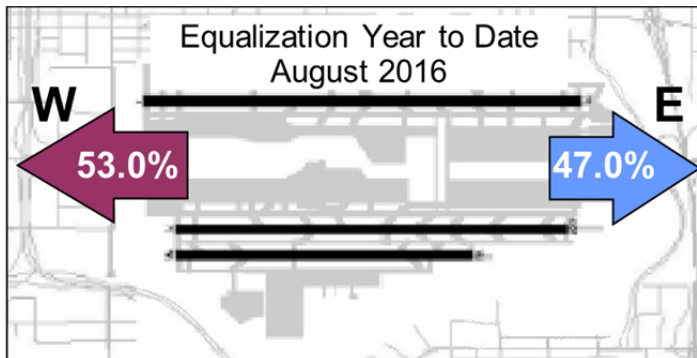 Equalization Year to Date
August 2016
W
E
53.0%
47.0%